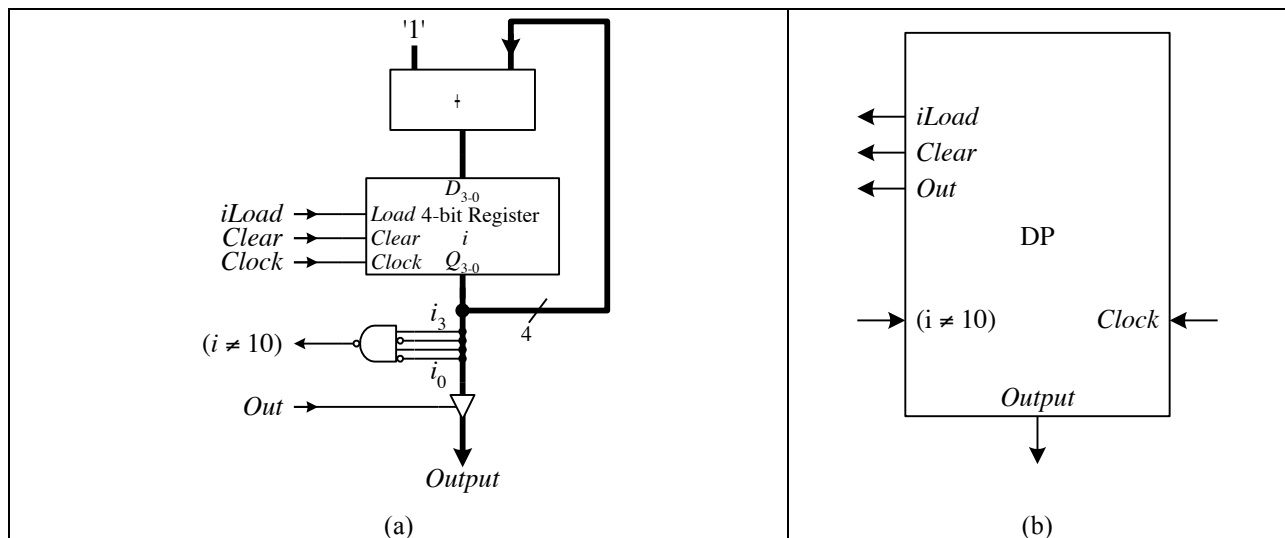 '1'
+
D3-0
iLoad Load 4-bit Register
Clear Clear i
Clock Clock Q3-0
i3
4
(i ≠ 10)
i0
Out
Output
(a)
iLoad
Clear
Out
DP
(i ≠ 10) Clock
Output
(b)